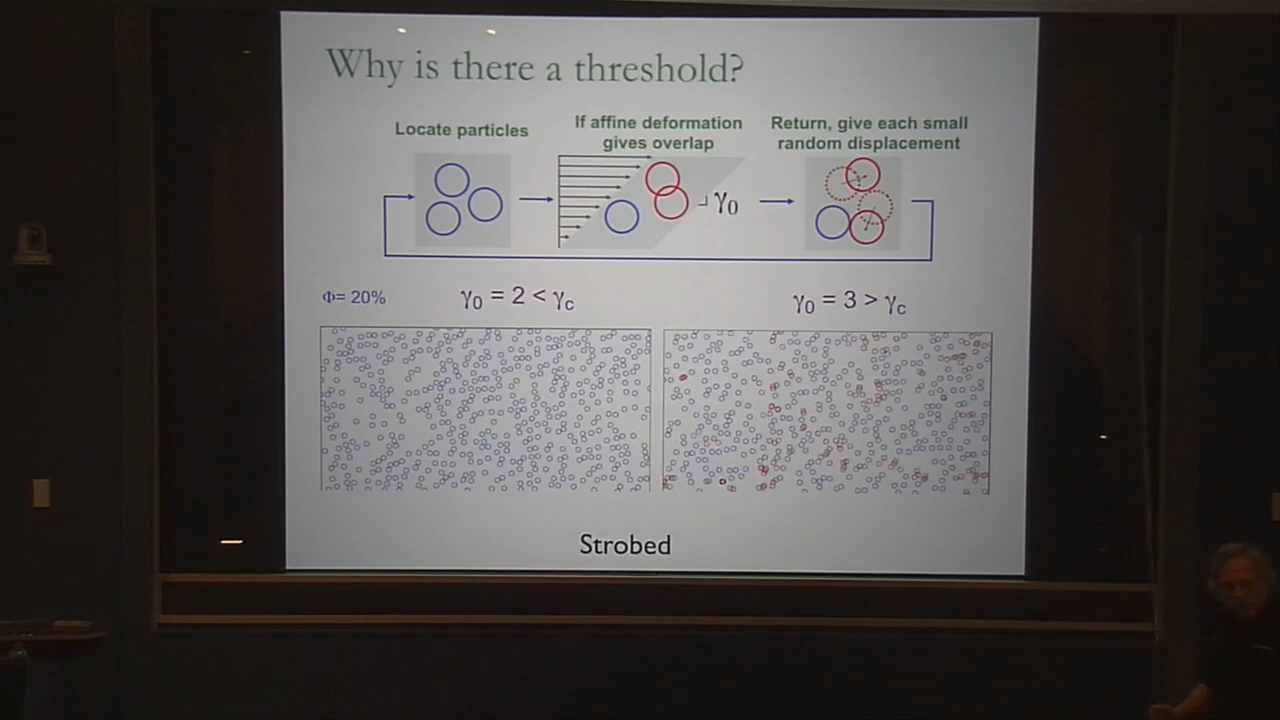 Why is there a threshold?
Locate particles
If affine deformation
gives overlap
Return, give each small
random displacement
γ0
Φ= 20%
γ0 = 2 < γc
γ0 = 3 > γc
Strobed